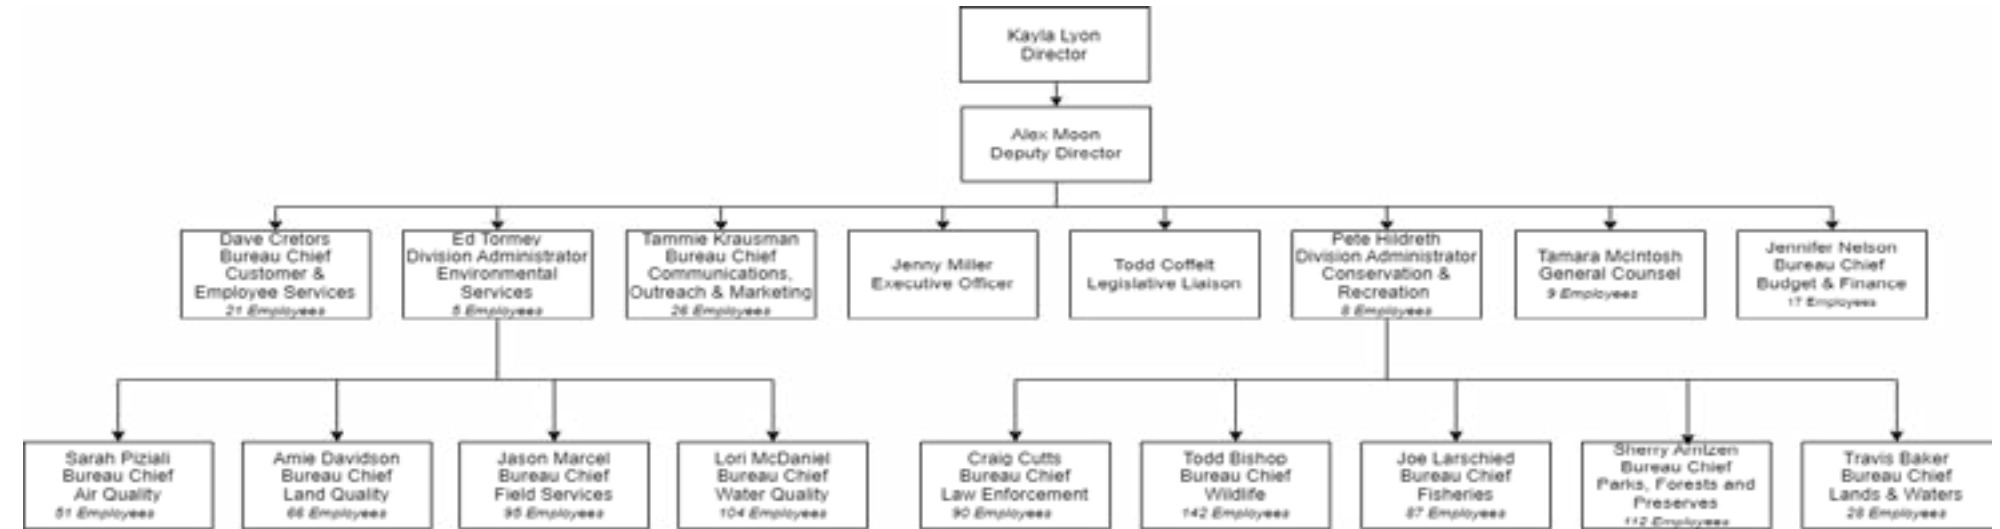 Kayla Lyon
Director
Alex Moon
Deputy Director
Dave Cretors
Bureau Chief
Customer &
Employee Services
21 Employees
Ed Tormey
Division Administrator
Environmental
Services
5 Employees
Tammie Krausman
Bureau Chief
Communications,
Outreach & Marketing
26 Employees
Jenny Miller
Executive Officer
Todd Coffelt
Legislative Liaison
Pete Hildreth
Division Administrator
Conservation &
Recreation
8 Employees
Tamara McIntosh
General Counsel
9 Employees
Jennifer Nelson
Bureau Chief
Budget & Finance
17 Employees
Sarah Piziali
Bureau Chief
Air Quality
51 Employees
Amie Davidson
Bureau Chief
Land Quality
66 Employees
Jason Marcel
Bureau Chief
Field Services
95 Employees
Lori McDaniel
Bureau Chief
Water Quality
104 Employees
Craig Cutts
Bureau Chief
Law Enforcement
90 Employees
Todd Bishop
Bureau Chief
Wildlife
142 Employees
Joe Larschied
Bureau Chief
Fisheries
87 Employees
Sherry Arntzen
Bureau Chief
Parks, Forests and
Preserves
112 Employees
Travis Baker
Bureau Chief
Lands & Waters
28 Employees